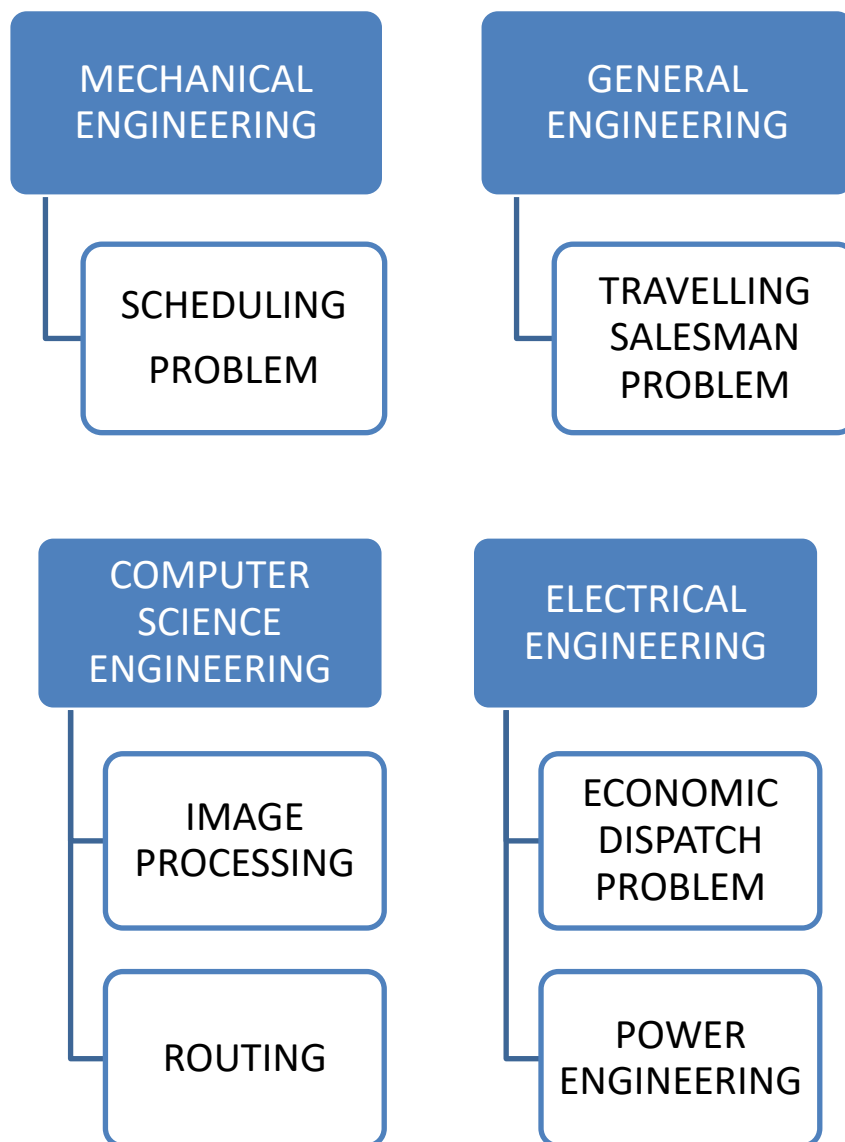 MECHANICAL
ENGINEERING
SCHEDULING
PROBLEM
GENERAL
ENGINEERING
TRAVELLING
SALESMAN
PROBLEM
COMPUTER
SCIENCE
ENGINEERING
IMAGE
PROCESSING
ROUTING
ELECTRICAL
ENGINEERING
ECONOMIC
DISPATCH
PROBLEM
POWER
ENGINEERING